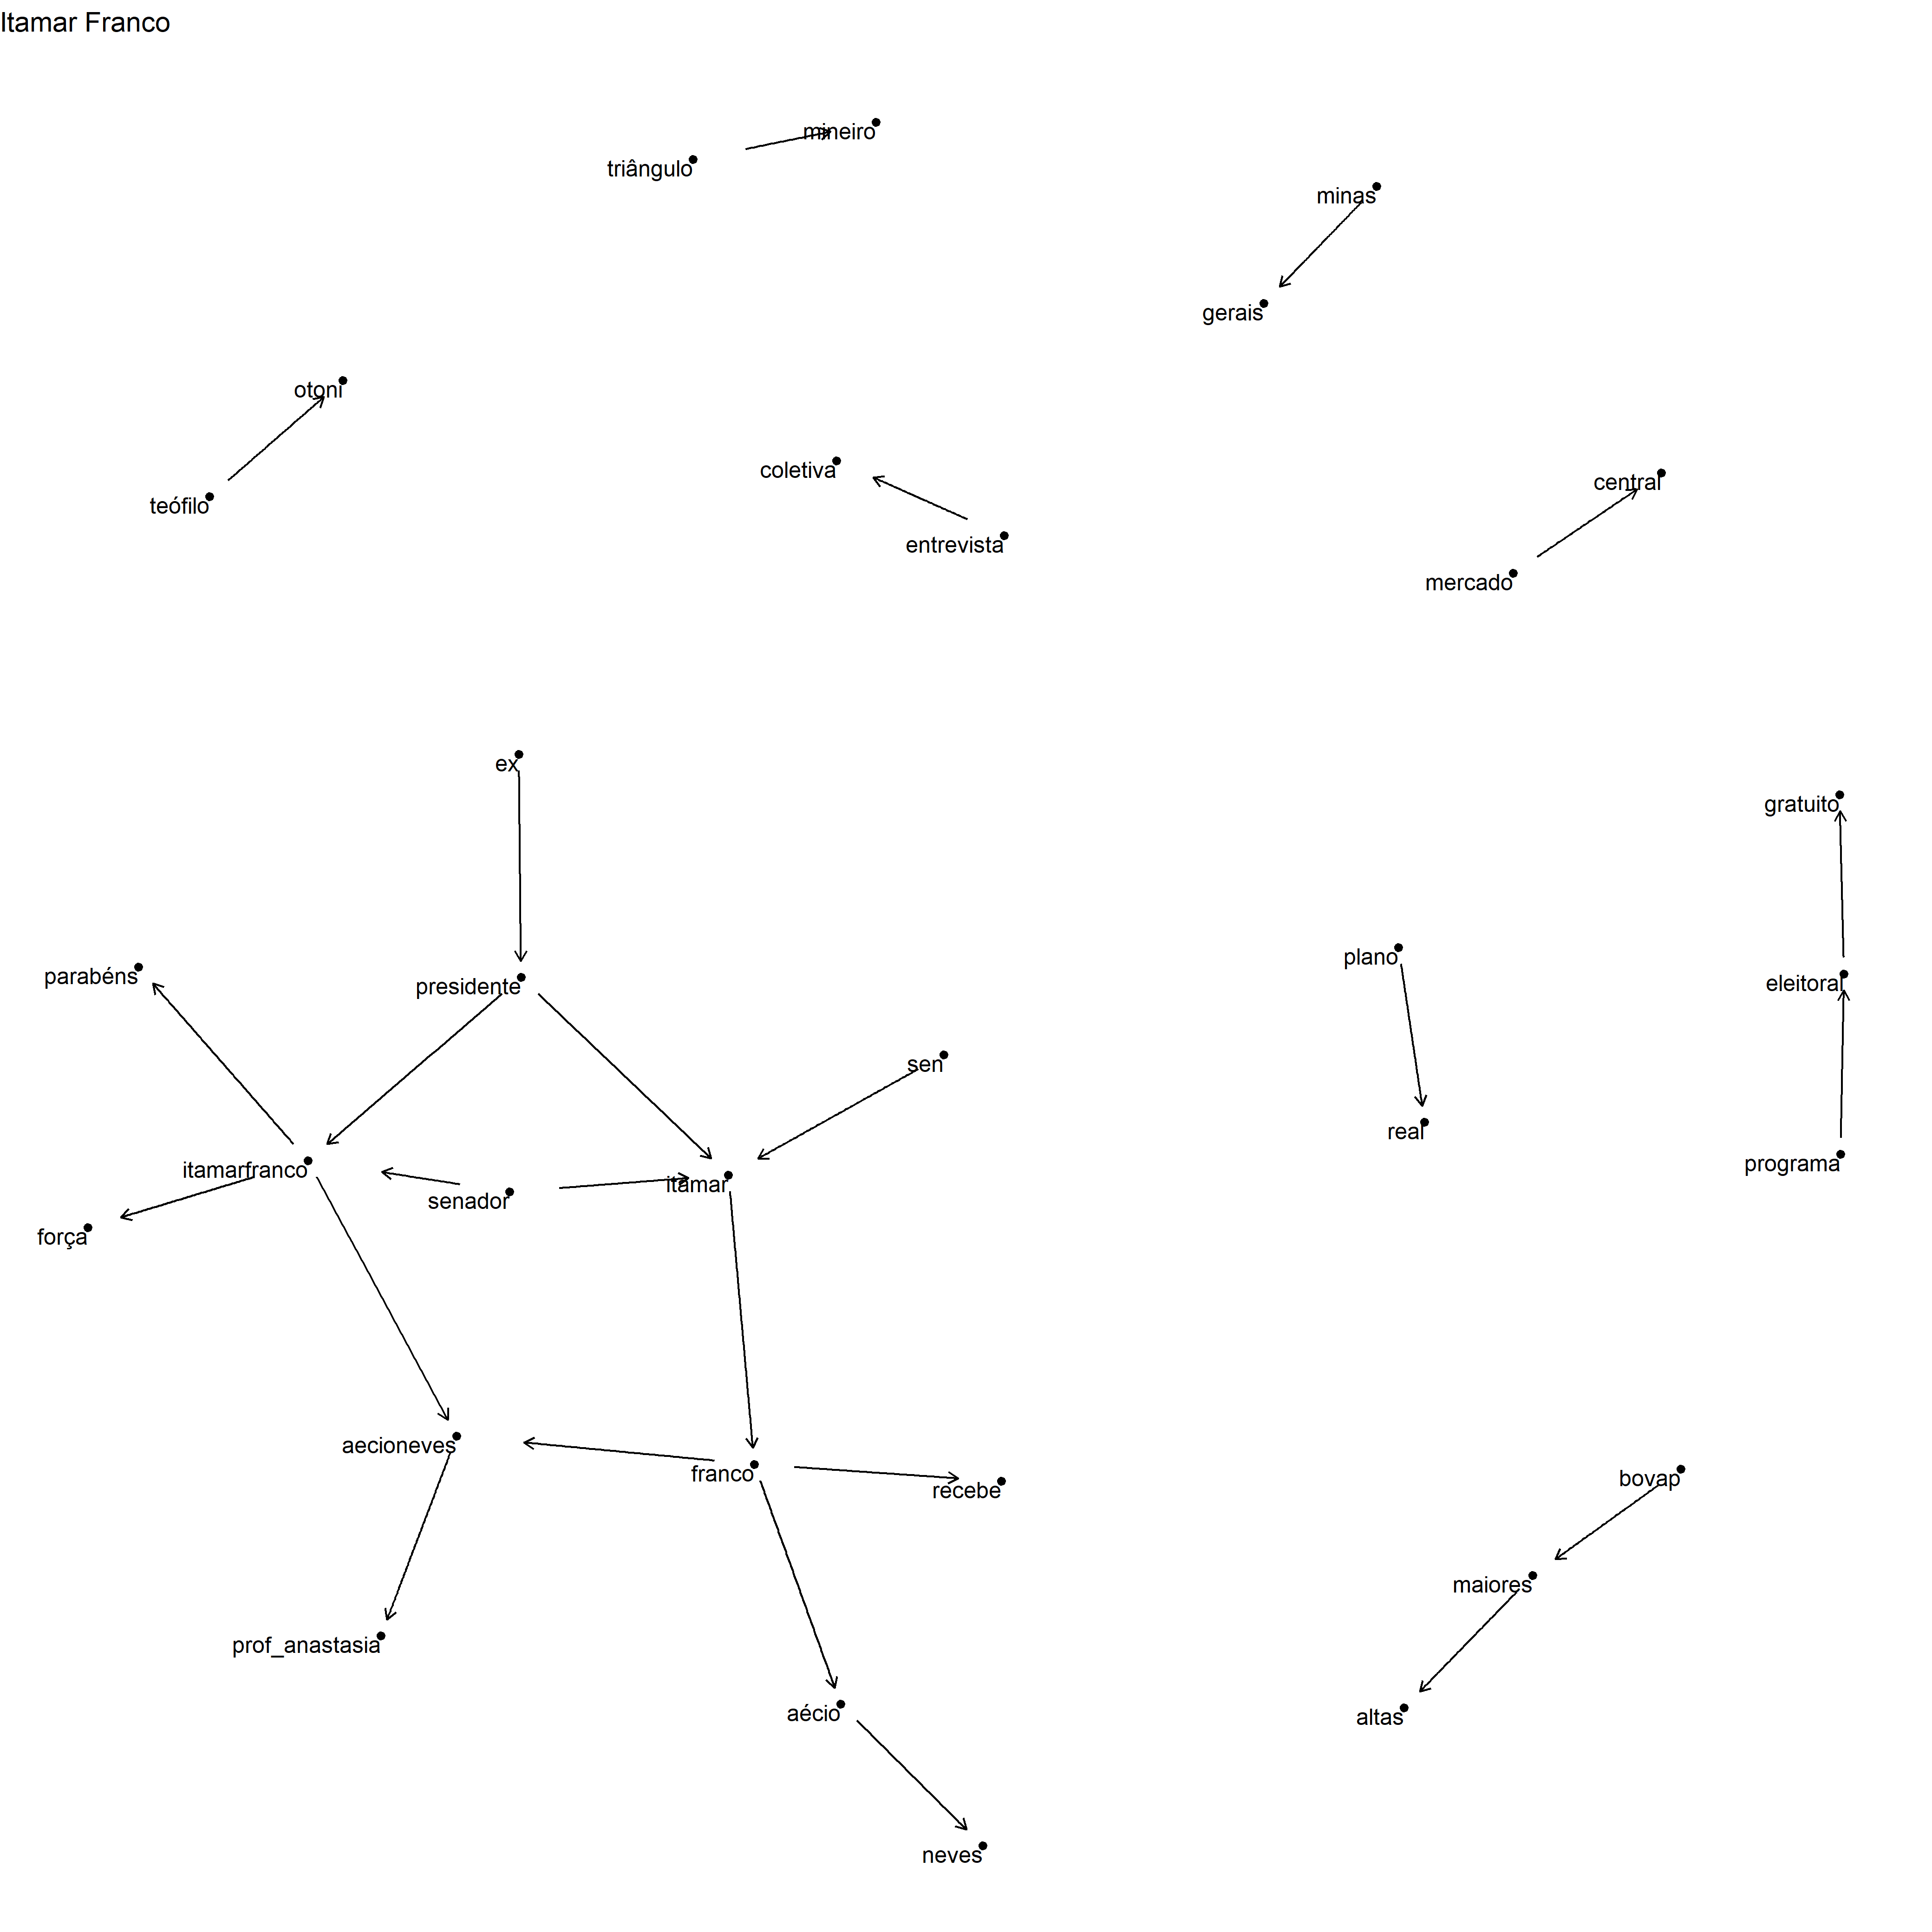 Itamar Franco
mineiro
triângulo
minas
gerais
otoni
coletiva
central
teófilo
entrevista
mercado
ex
gratuito
plano
parabéns
eleitoral
presidente
sen
real
programa
itamarfranco
itamar
senador
força
aecioneves
franco
bovap
recebe
maiores
prof_anastasia
aécio
altas
neves